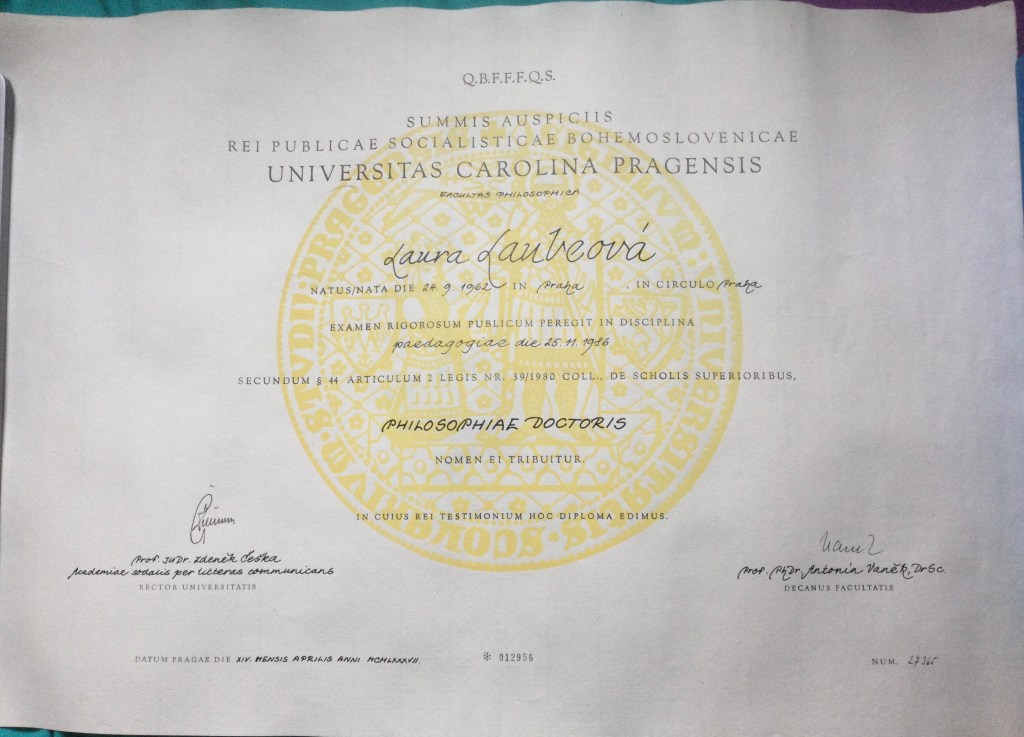 Q.B.F.F.F.Q.S.
SUMMIS AUSPICIIS
REI PUBLICAE SOCIALISTICAE BOHEMOSLOVENICAE
UNIVERSITAS CAROLINA PRAGENSIS
FACULTAS PHILOSOPHICA
Laura Laubeová
NATUS/NATA DIE 24. 9. 1962 IN Praha , IN CIRCULO Praha
EXAMEN RIGOROSUM PUBLICUM PEREGIT IN DISCIPLINA
paedagogiae die 25. 11. 1986
SECUNDUM § 44 ARTICULUM 2 LEGIS NR. 39/1980 COLL., DE SCHOLIS SUPERIORIBUS,
PHILOSOPHIAE DOCTORIS
NOMEN EI TRIBUITUR.
IN CUIUS REI TESTIMONIUM HOC DIPLOMA EDIMUS.
Prof. JUDr. Zdeněk Češka
Academiae sodalis per litteras communicans
RECTOR UNIVERSITATIS
Prof. PhDr. Antonín Vaněk, DrSc.
DECANUS FACULTATIS
DATUM PRAGAE DIE XIV. MENSIS APRILIS ANNI MCMLXXXVII.
* 012956
NUM. 27365